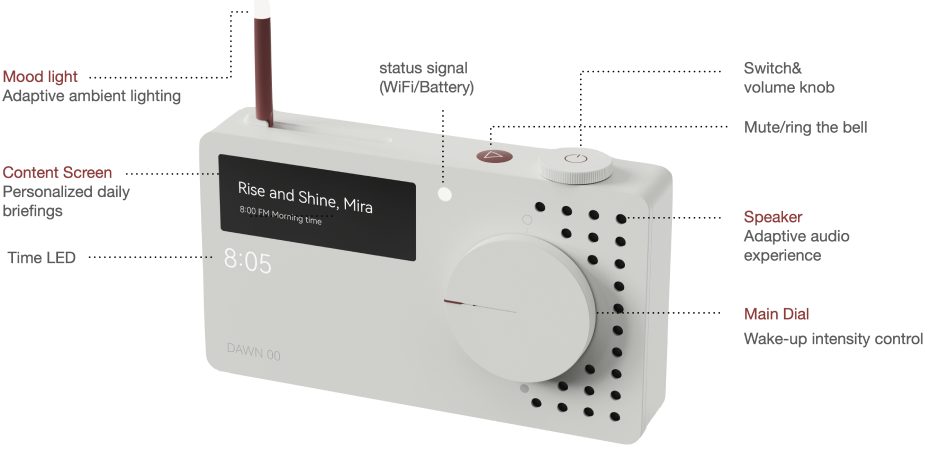 Mood light
Adaptive ambient lighting
status signal
(WiFi/Battery)
Switch&
volume knob
Mute/ring the bell
Content Screen
Personalized daily
briefings
Rise and Shine, Mira
8:00 FM Morning time
Time LED
8:05
Speaker
Adaptive audio
experience
Main Dial
Wake-up intensity control
DAWN 00